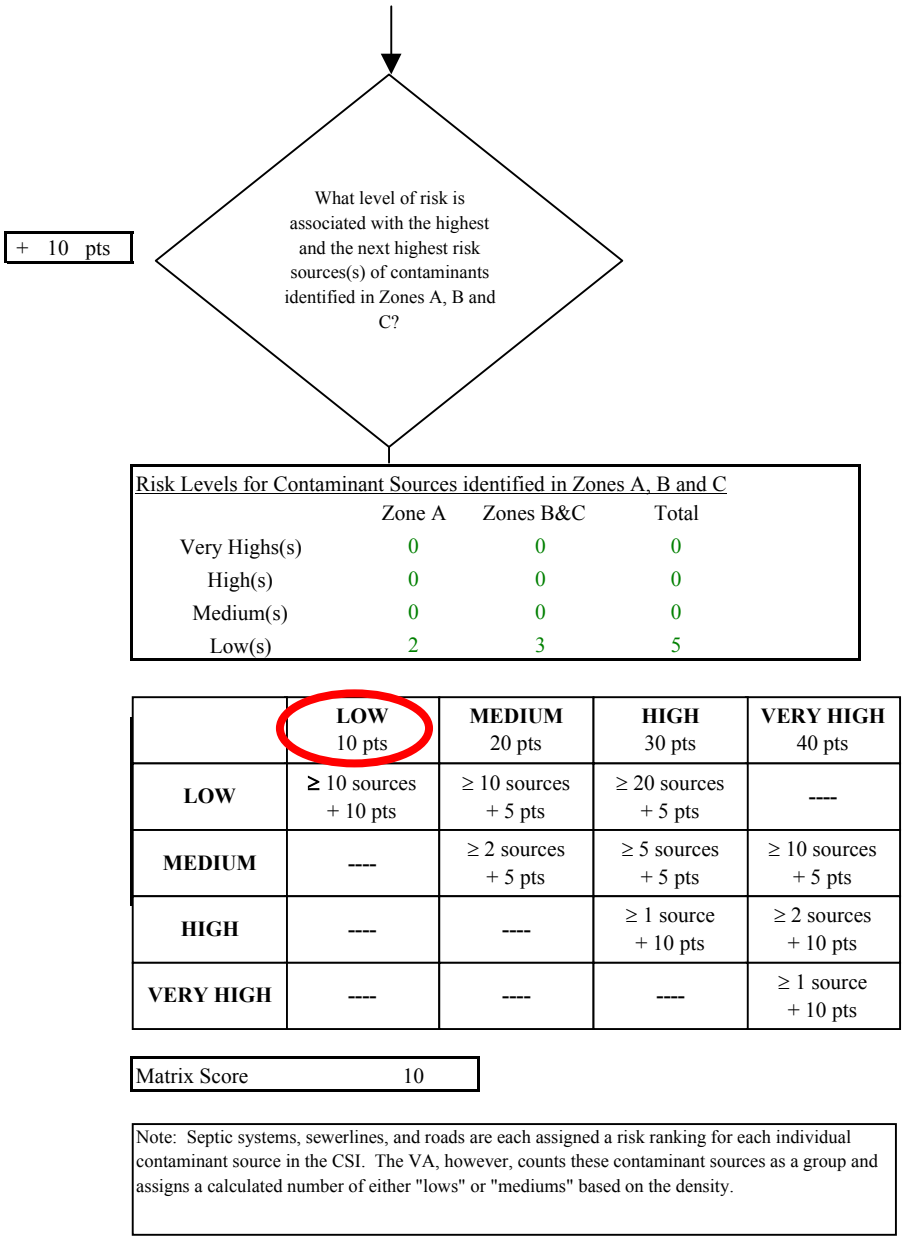 What level of risk is
associated with the highest
and the next highest risk
sources(s) of contaminants
identified in Zones A, B and
C?
+ 10 pts
Risk Levels for Contaminant Sources identified in Zones A, B and C
Zone A Zones B&C Total
Very Highs(s) 0 0 0
High(s) 0 0 0
Medium(s) 0 0 0
Low(s) 2 3 5
LOW MEDIUM HIGH VERY HIGH
10 pts 20 pts 30 pts 40 pts
LOW ≥ 10 sources ≥ 10 sources ≥ 20 sources ----
+ 10 pts + 5 pts + 5 pts
MEDIUM ---- ≥ 2 sources ≥ 5 sources ≥ 10 sources
+ 5 pts + 5 pts + 5 pts
HIGH ---- ---- ≥ 1 source ≥ 2 sources
+ 10 pts + 10 pts
VERY HIGH ---- ---- ---- ≥ 1 source
+ 10 pts
Matrix Score 10
Note: Septic systems, sewerlines, and roads are each assigned a risk ranking for each individual
contaminant source in the CSI. The VA, however, counts these contaminant sources as a group and
assigns a calculated number of either "lows" or "mediums" based on the density.